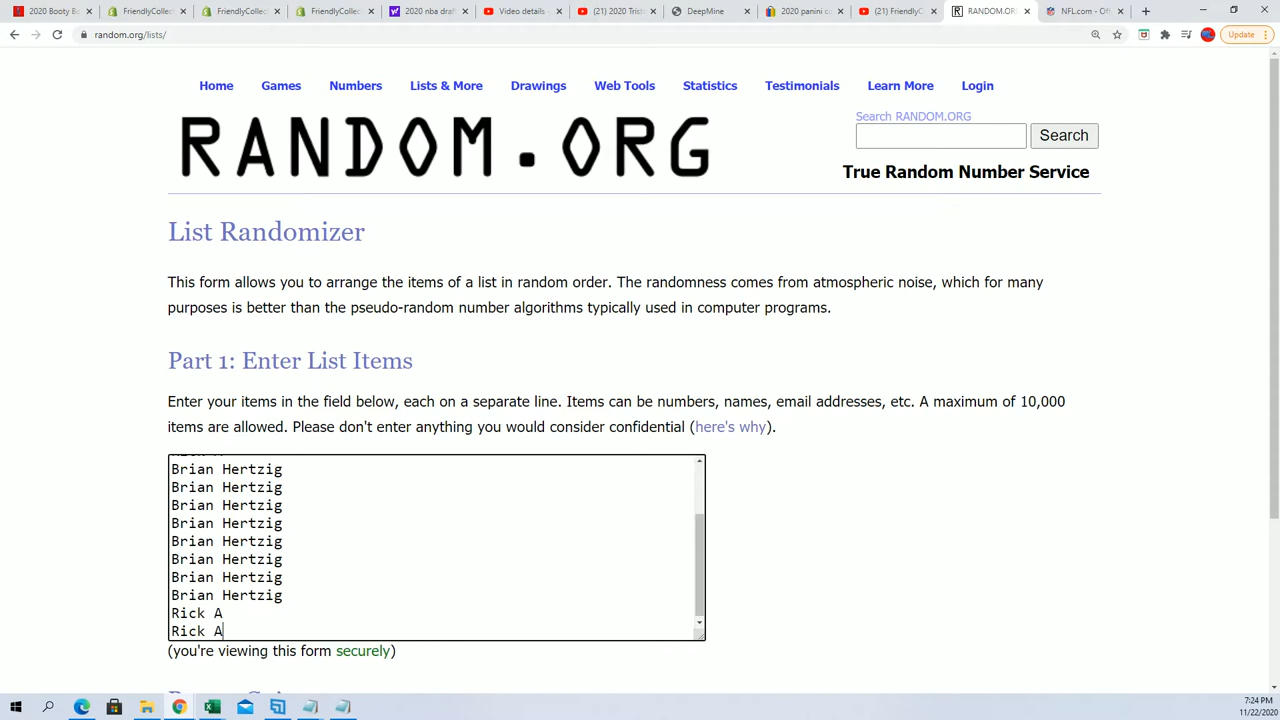 2020 Booty Bo
FriendlyCollec
FriendlyCollec
FriendlyCollec
2020 nba draft
Video details
(21) 2020 Trist
DeepMine
2020 panini co
(21) FriendlyC
RANDOM.OR
NFL.com - Off
random.org/lists/
Update
Home Games Numbers Lists & More Drawings Web Tools Statistics Testimonials Learn More Login
RANDOM.ORG
Search RANDOM.ORG
Search
True Random Number Service
List Randomizer
This form allows you to arrange the items of a list in random order. The randomness comes from atmospheric noise, which for many
purposes is better than the pseudo-random number algorithms typically used in computer programs.
Part 1: Enter List Items
Enter your items in the field below, each on a separate line. Items can be numbers, names, email addresses, etc. A maximum of 10,000
items are allowed. Please don't enter anything you would consider confidential (here's why).
Brian Hertzig
Brian Hertzig
Brian Hertzig
Brian Hertzig
Brian Hertzig
Brian Hertzig
Brian Hertzig
Brian Hertzig
Rick A
Rick A
(you're viewing this form securely)
7:24 PM
11/22/2020